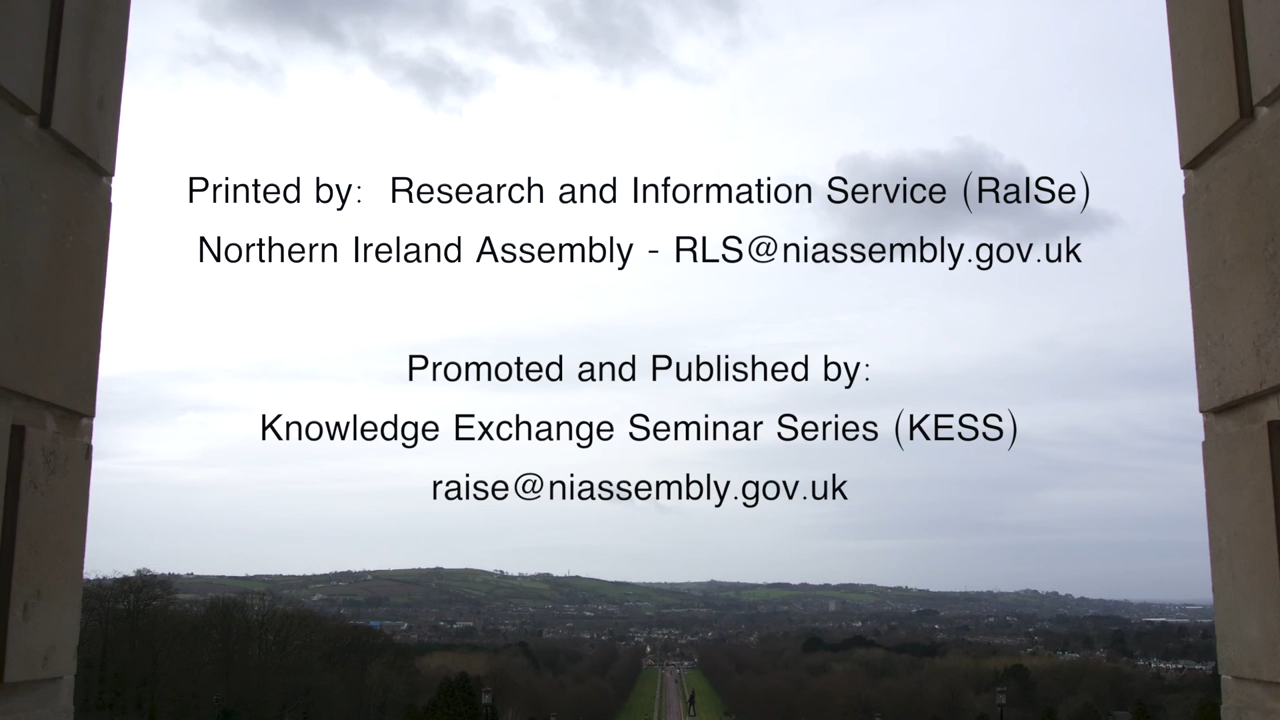 Printed by: Research and Information Service (RaISe)
Northern Ireland Assembly - RLS@niassembly.gov.uk
Promoted and Published by:
Knowledge Exchange Seminar Series (KESS)
raise@niassembly.gov.uk